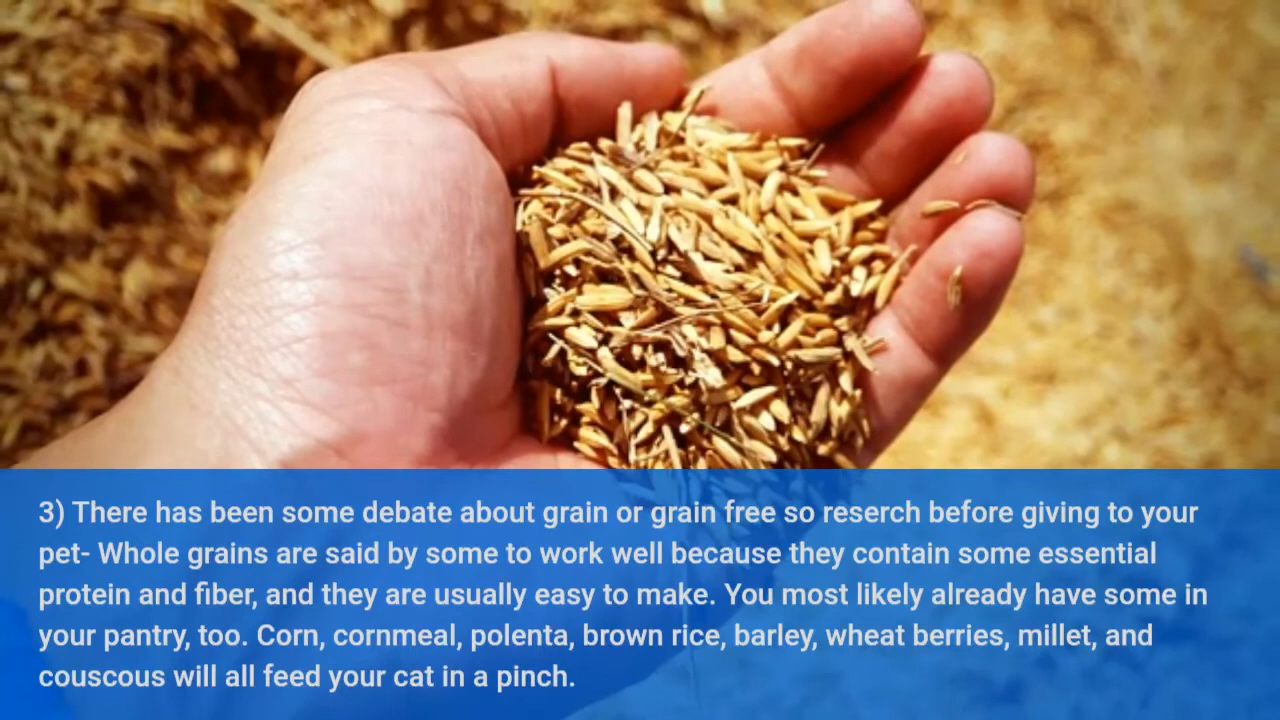 3) There has been some debate about grain or grain free so reserch before giving to your
pet- Whole grains are said by some to work well because they contain some essential
protein and fiber, and they are usually easy to make. You most likely already have some in
your pantry, too. Corn, cornmeal, polenta, brown rice, barley, wheat berries, millet, and
couscous will all feed your cat in a pinch.